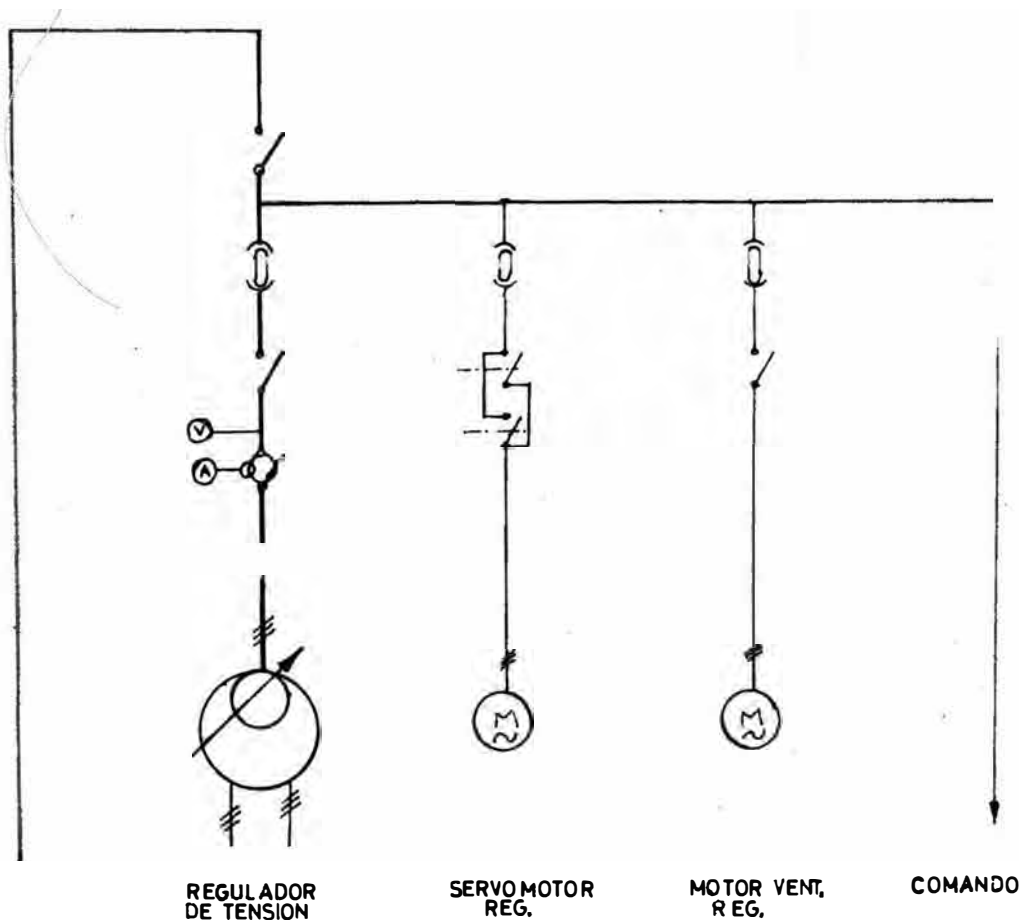 V
A
M
M
REGULADOR
DE TENSION
SERVOMOTOR
REG.
MOTOR VENT.
REG.
COMANDO